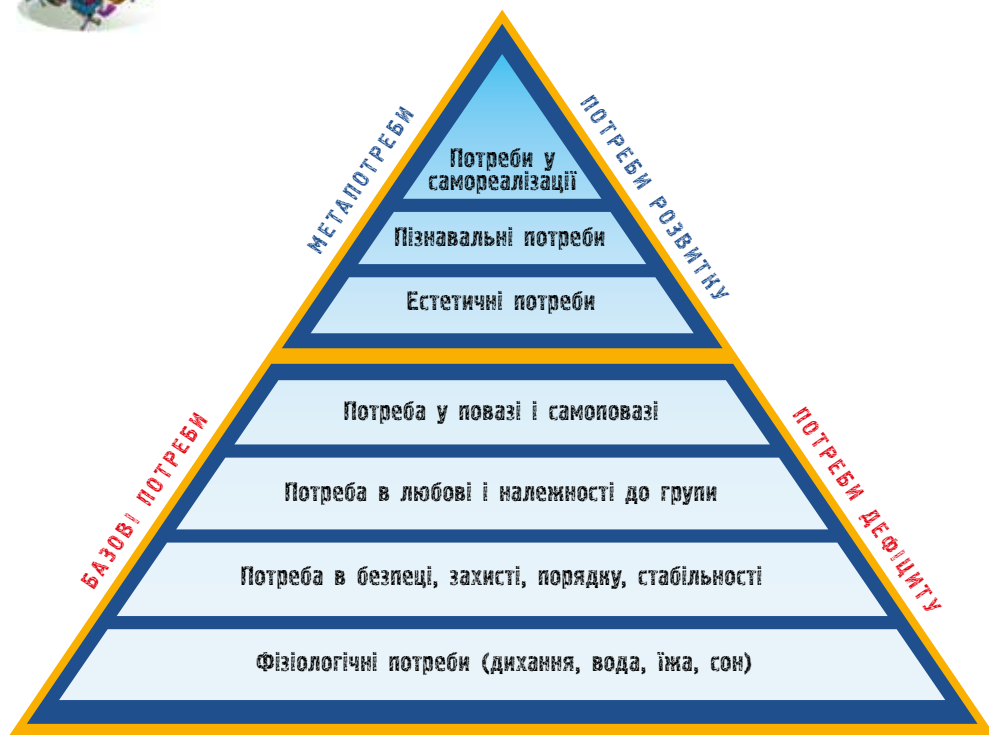 МЕТАПОТРЕБИ
ПОТРЕБИ РОЗВИТКУ
Потреби у
самореалізації
Пізнавальні потреби
Естетичні потреби
БАЗОВІ ПОТРЕБИ
ПОТРЕБИ ДЕФІЦИТУ
Потреба у повазі і самоповазі
Потреба в любові і належності до групи
Потреба в безпеці, захисті, порядку, стабільності
Фізіологічні потреби (дихання, вода, їжа, сон)